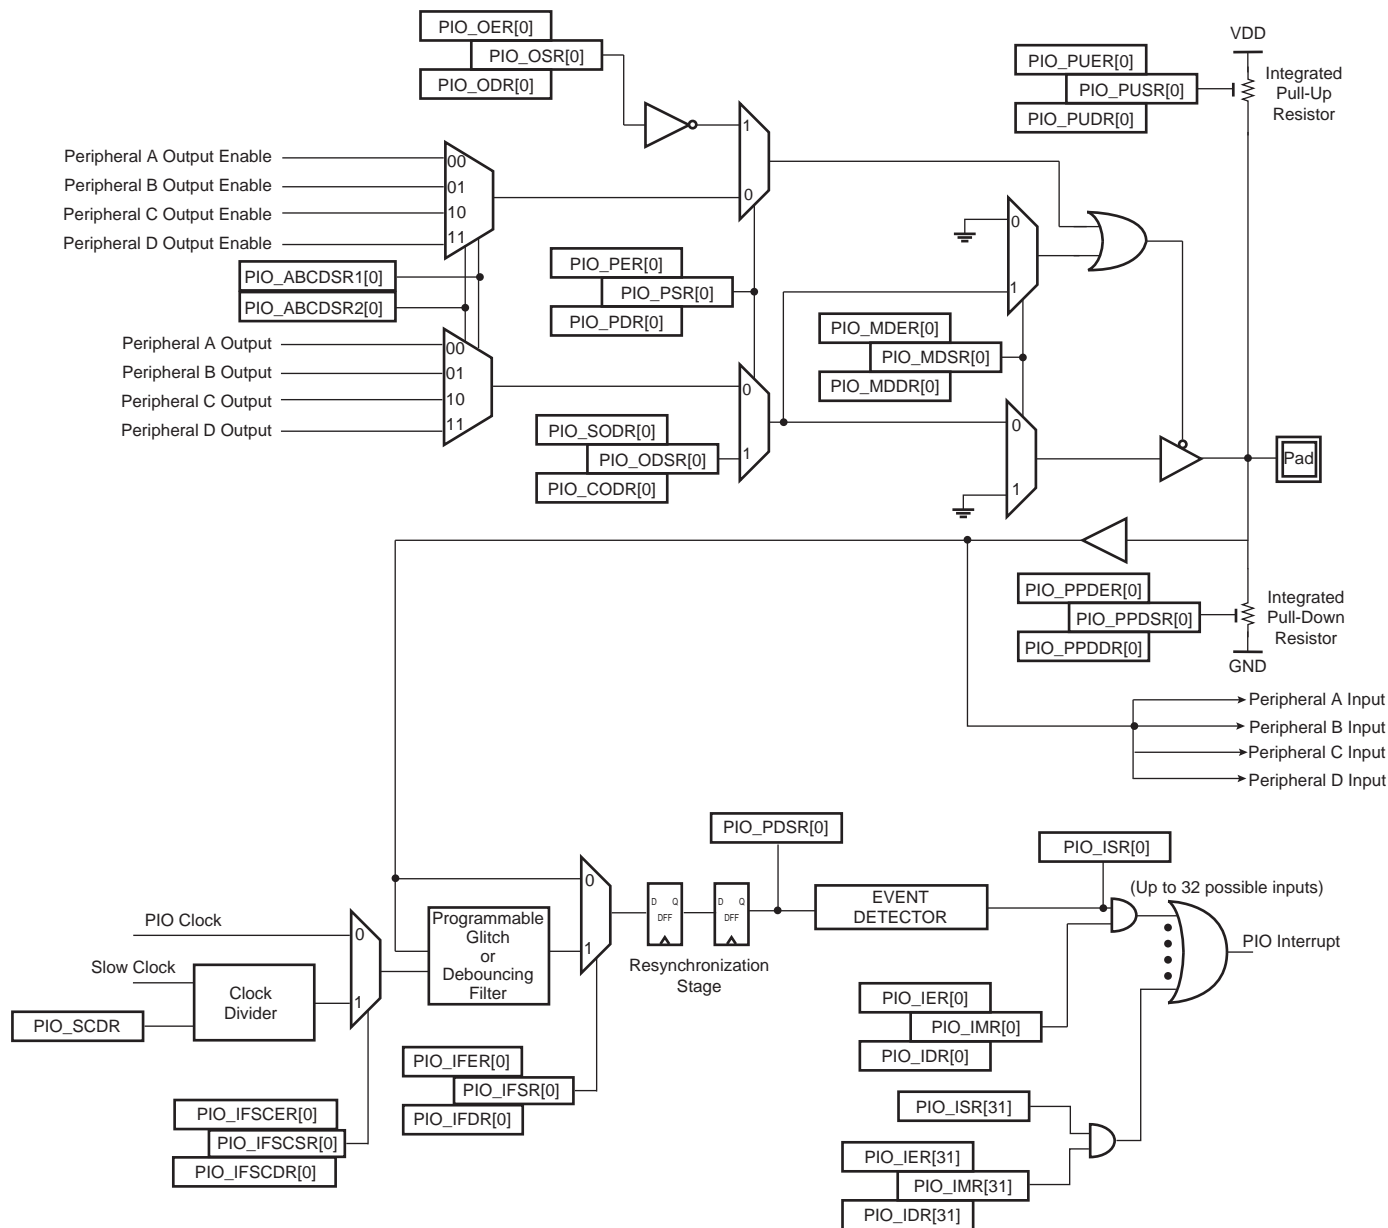 PIO_OER[0]
PIO_OSR[0]
PIO_ODR[0]
VDD
PIO_PUER[0]
PIO_PUSR[0]
PIO_PUDR[0]
Integrated
Pull-Up
Resistor
1
0
Peripheral A Output Enable
Peripheral B Output Enable
Peripheral C Output Enable
Peripheral D Output Enable
00
01
10
11
PIO_ABCDSR1[0]
PIO_ABCDSR2[0]
PIO_PER[0]
PIO_PSR[0]
PIO_PDR[0]
0
1
PIO_MDER[0]
PIO_MDSR[0]
PIO_MDDR[0]
Peripheral A Output
Peripheral B Output
Peripheral C Output
Peripheral D Output
00
01
10
11
0
1
PIO_SODR[0]
PIO_ODSR[0]
PIO_CODR[0]
0
1
Pad
PIO_PPDER[0]
PIO_PPDSR[0]
PIO_PPDDR[0]
Integrated
Pull-Down
Resistor
GND
Peripheral A Input
Peripheral B Input
Peripheral C Input
Peripheral D Input
PIO_PDSR[0]
PIO_ISR[0]
(Up to 32 possible inputs)
0
1
D Q
DFF
D Q
DFF
Resynchronization
Stage
EVENT
DETECTOR
PIO Interrupt
PIO Clock
Slow Clock
Clock
Divider
PIO_SCDR
0
1
Programmable
Glitch
or
Debouncing
Filter
PIO_IER[0]
PIO_IMR[0]
PIO_IDR[0]
PIO_IFER[0]
PIO_IFSR[0]
PIO_IFDR[0]
PIO_IFSCER[0]
PIO_IFSCSR[0]
PIO_IFSCDR[0]
PIO_ISR[31]
PIO_IER[31]
PIO_IMR[31]
PIO_IDR[31]